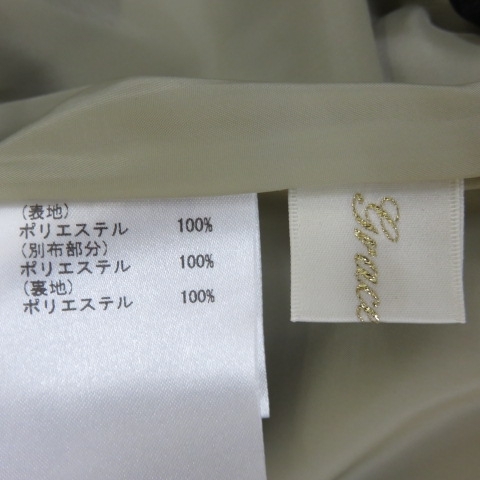 (表地)
ポリエステル 100%
(別布部分)
ポリエステル 100%
(裏地)
ポリエステル 100%
Grace